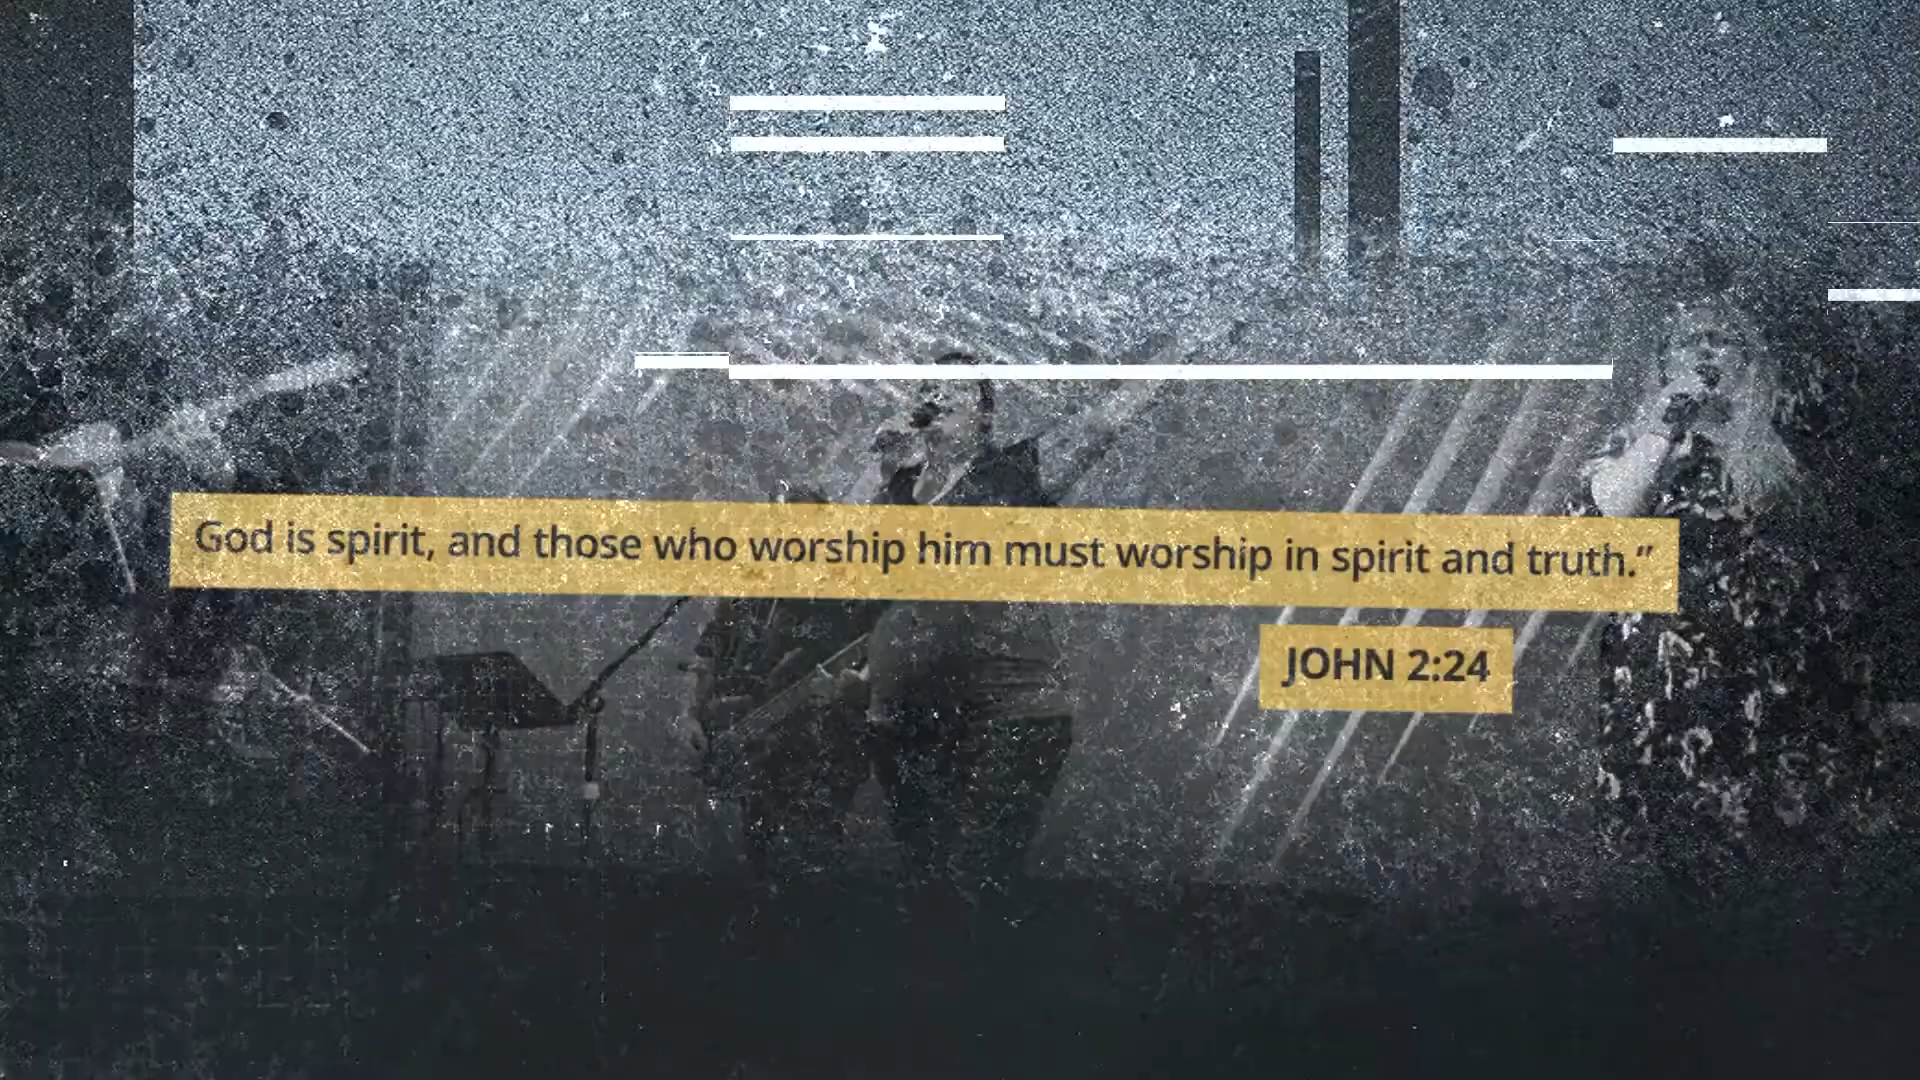 God is spirit, and those who worship him must worship in spirit and truth.”
JOHN 2:24